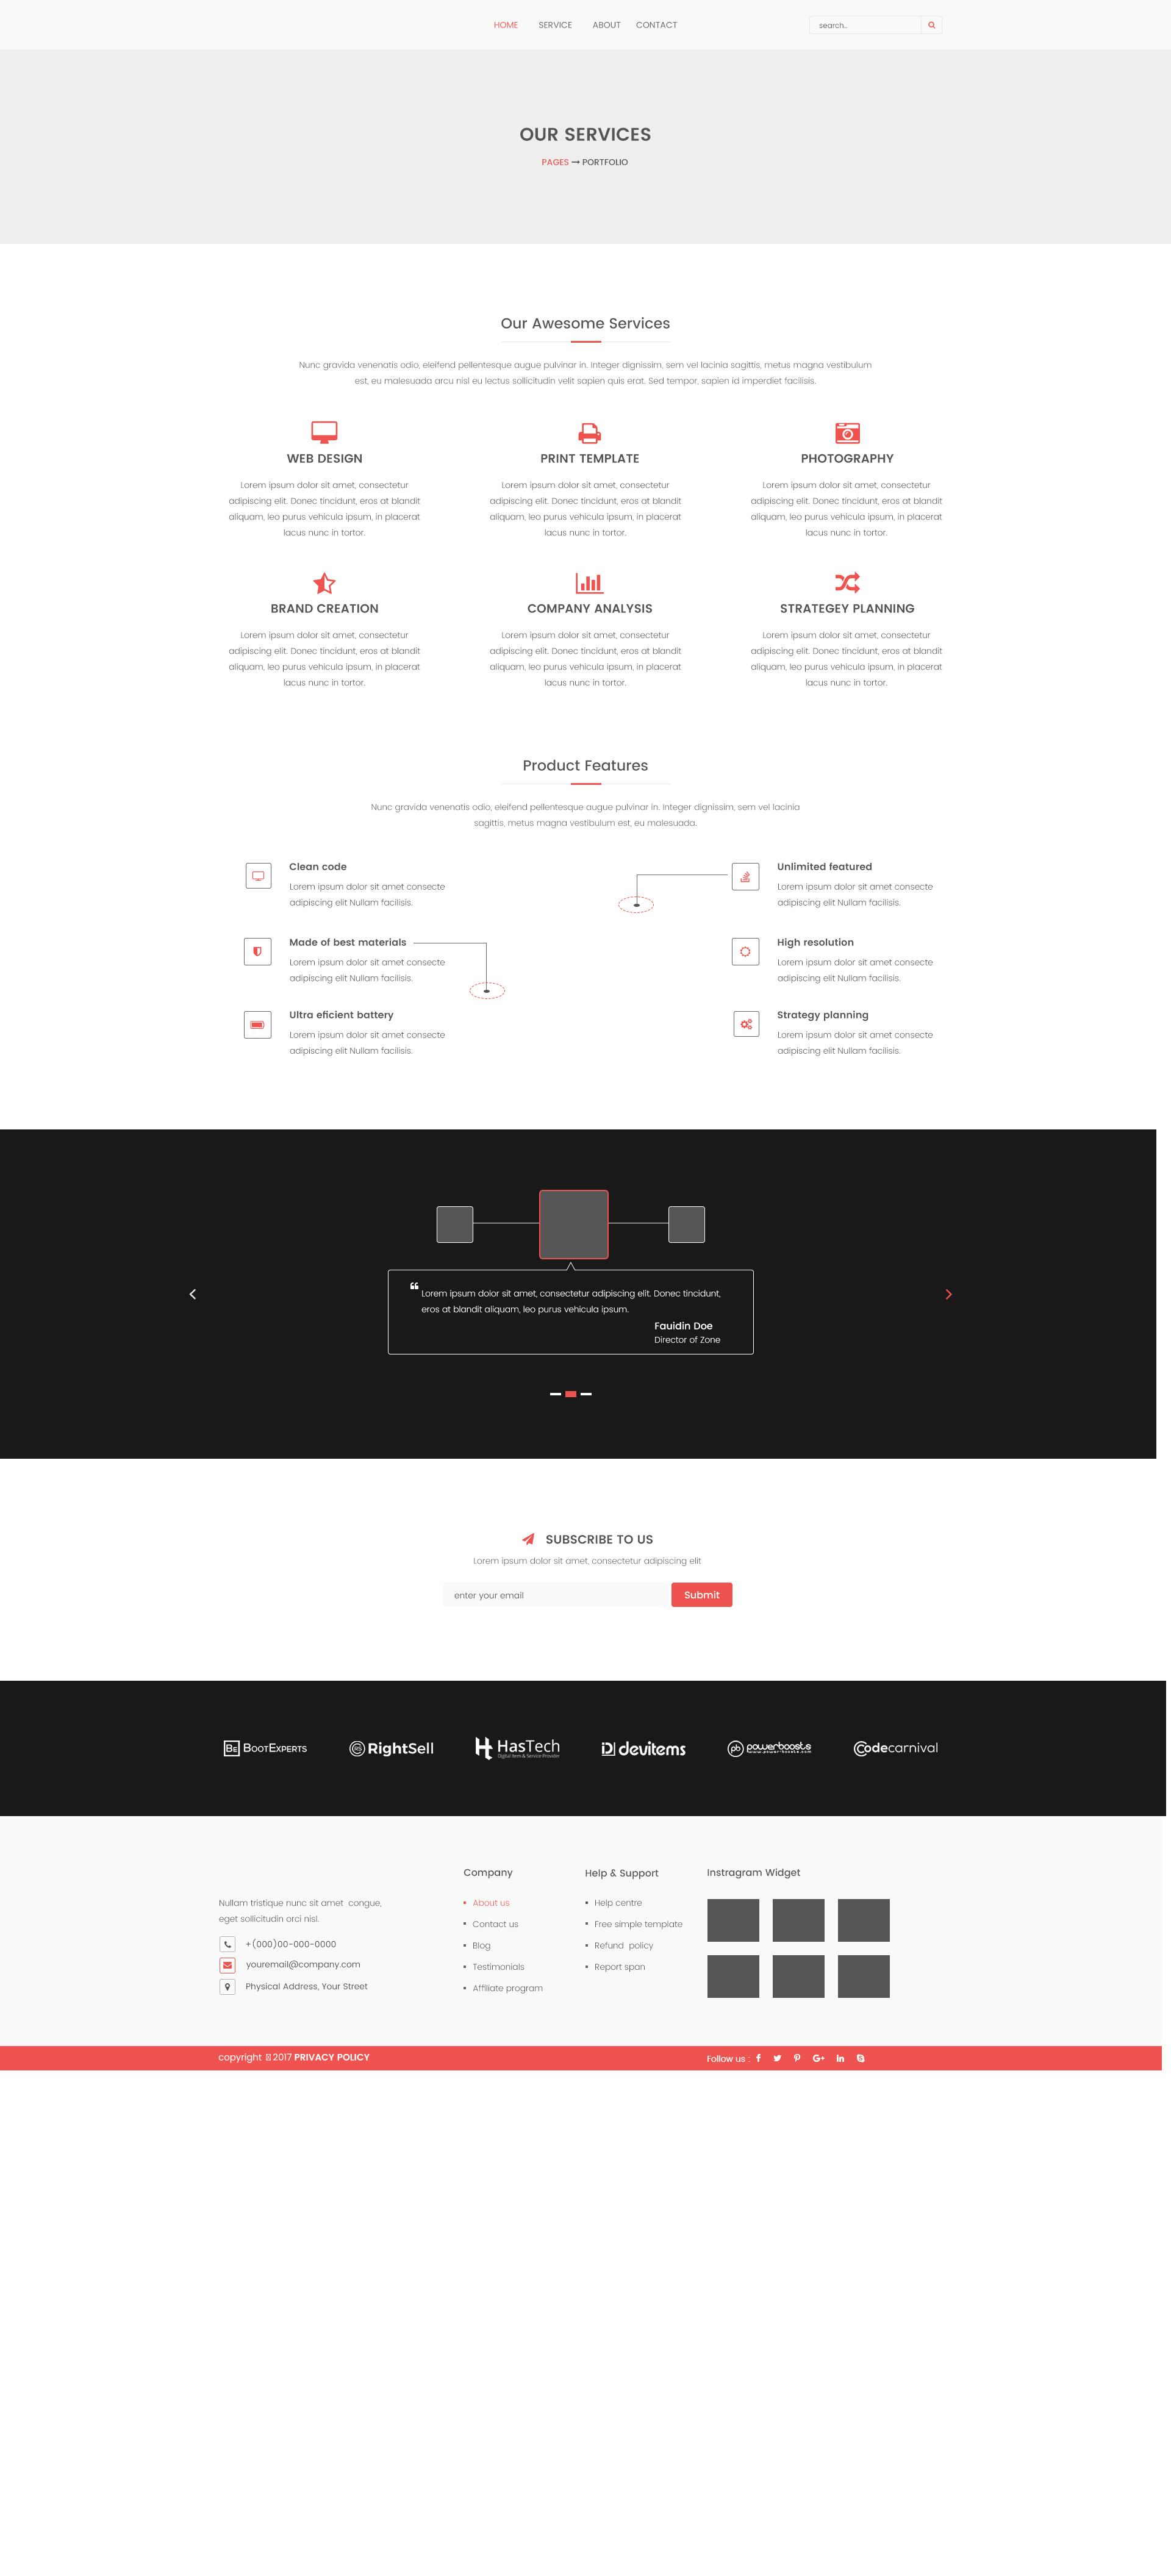 HOME SERVICE ABOUT CONTACT
search..
OUR SERVICES
PAGES PORTFOLIO
Our Awesome Services
Nunc gravida venenatis odio, eleifend pellentesque augue pulvinar in. Integer dignissim, sem vel lacinia sagittis, metus magna vestibulum
est, eu malesuada arcu nisl eu lectus sollicitudin velit sapien quis erat. Sed tempor, sapien id imperdiet facilisis.
WEB DESIGN
Lorem ipsum dolor sit amet, consectetur
adipiscing elit. Donec tincidunt, eros at blandit
aliquam, leo purus vehicula ipsum, in placerat
lacus nunc in tortor.
PRINT TEMPLATE
Lorem ipsum dolor sit amet, consectetur
adipiscing elit. Donec tincidunt, eros at blandit
aliquam, leo purus vehicula ipsum, in placerat
lacus nunc in tortor.
PHOTOGRAPHY
Lorem ipsum dolor sit amet, consectetur
adipiscing elit. Donec tincidunt, eros at blandit
aliquam, leo purus vehicula ipsum, in placerat
lacus nunc in tortor.
BRAND CREATION
Lorem ipsum dolor sit amet, consectetur
adipiscing elit. Donec tincidunt, eros at blandit
aliquam, leo purus vehicula ipsum, in placerat
lacus nunc in tortor.
COMPANY ANALYSIS
Lorem ipsum dolor sit amet, consectetur
adipiscing elit. Donec tincidunt, eros at blandit
aliquam, leo purus vehicula ipsum, in placerat
lacus nunc in tortor.
STRATEGEY PLANNING
Lorem ipsum dolor sit amet, consectetur
adipiscing elit. Donec tincidunt, eros at blandit
aliquam, leo purus vehicula ipsum, in placerat
lacus nunc in tortor.
Product Features
Nunc gravida venenatis odio, eleifend pellentesque augue pulvinar in. Integer dignissim, sem vel lacinia
sagittis, metus magna vestibulum est, eu malesuada.
Clean code
Lorem ipsum dolor sit amet consecte
adipiscing elit Nullam facilisis.
Made of best materials
Lorem ipsum dolor sit amet consecte
adipiscing elit Nullam facilisis.
Ultra eficient battery
Lorem ipsum dolor sit amet consecte
adipiscing elit Nullam facilisis.
Unlimited featured
Lorem ipsum dolor sit amet consecte
adipiscing elit Nullam facilisis.
High resolution
Lorem ipsum dolor sit amet consecte
adipiscing elit Nullam facilisis.
Strategy planning
Lorem ipsum dolor sit amet consecte
adipiscing elit Nullam facilisis.
Lorem ipsum dolor sit amet, consectetur adipiscing elit. Donec tincidunt,
eros at blandit aliquam, leo purus vehicula ipsum.
Fauidin Doe
Director of Zone
SUBSCRIBE TO US
Lorem ipsum dolor sit amet, consectetur adipiscing elit
enter your email
Submit
BE BOOTEXPERTS
RS RightSell
HasTech
Digital Item & Service Provider
devitems
pb powerboosts
www.power-boosts.com
Codecarnival
Nullam tristique nunc sit amet congue,
eget sollicitudin orci nisl.
+(000)00-000-0000
youremail@company.com
Physical Address, Your Street
Company
About us
Contact us
Blog
Testimonials
Affiliate program
Help & Support
Help centre
Free simple template
Refund policy
Report span
Instragram Widget
copyright 2017 PRIVACY POLICY
Follow us :